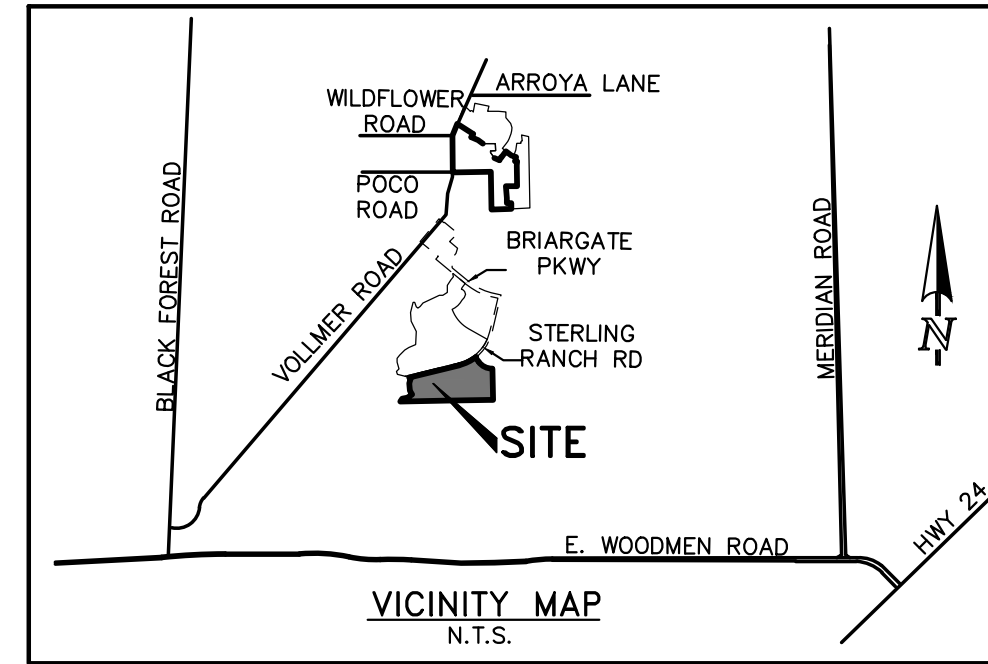 ARROYA LANE
WILDFLOWER
ROAD
POCO
ROAD
BLACK FOREST ROAD
VOLLMER ROAD
BRIARGATE
PKWY
STERLING
RANCH RD
MERIDIAN ROAD
N
SITE
HWY 24
E. WOODMEN ROAD
VICINITY MAP
N.T.S.